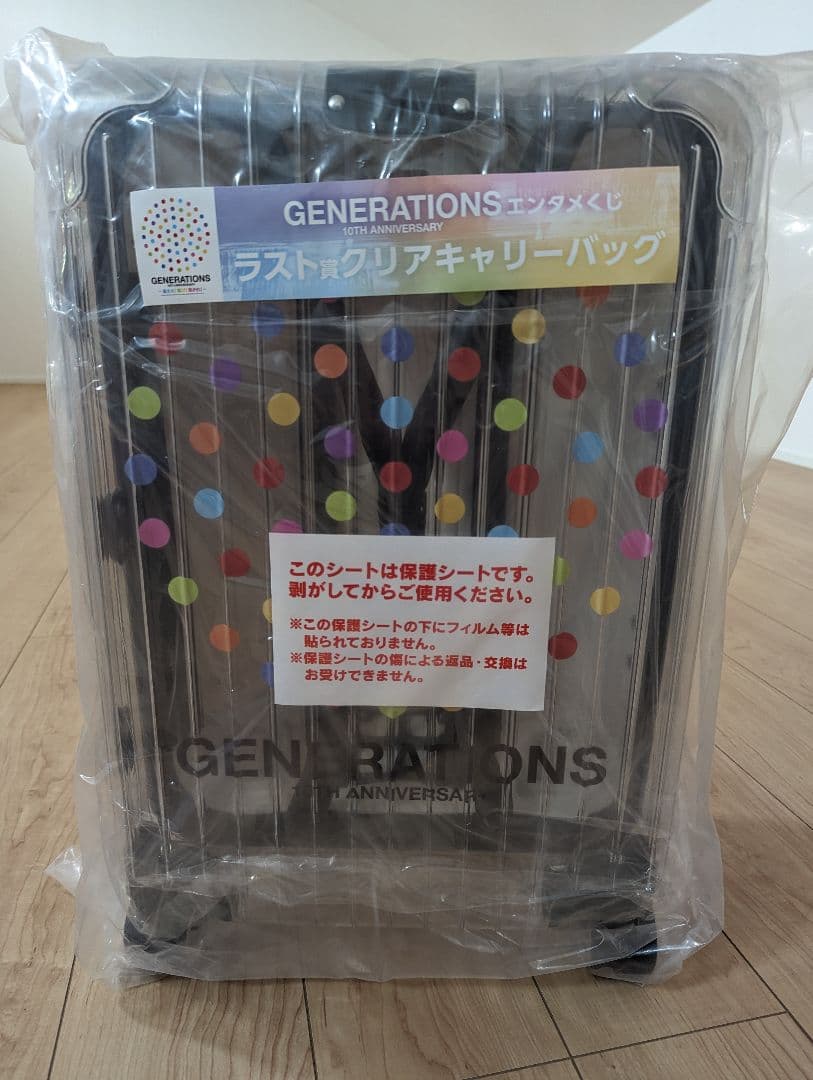 GENERATIONSエンタメくじ
10TH ANNIVERSARY
ラスト賞クリアキャリーバッグ
GENERATIONS
このシートは保護シートです。
剥がしてからご使用ください。
※この保護シートの下にフィルム等は
貼られておりません。
※保護シートの傷による返品・交換は
お受けできません。
GENERATIONS
10TH ANNIVERSARY